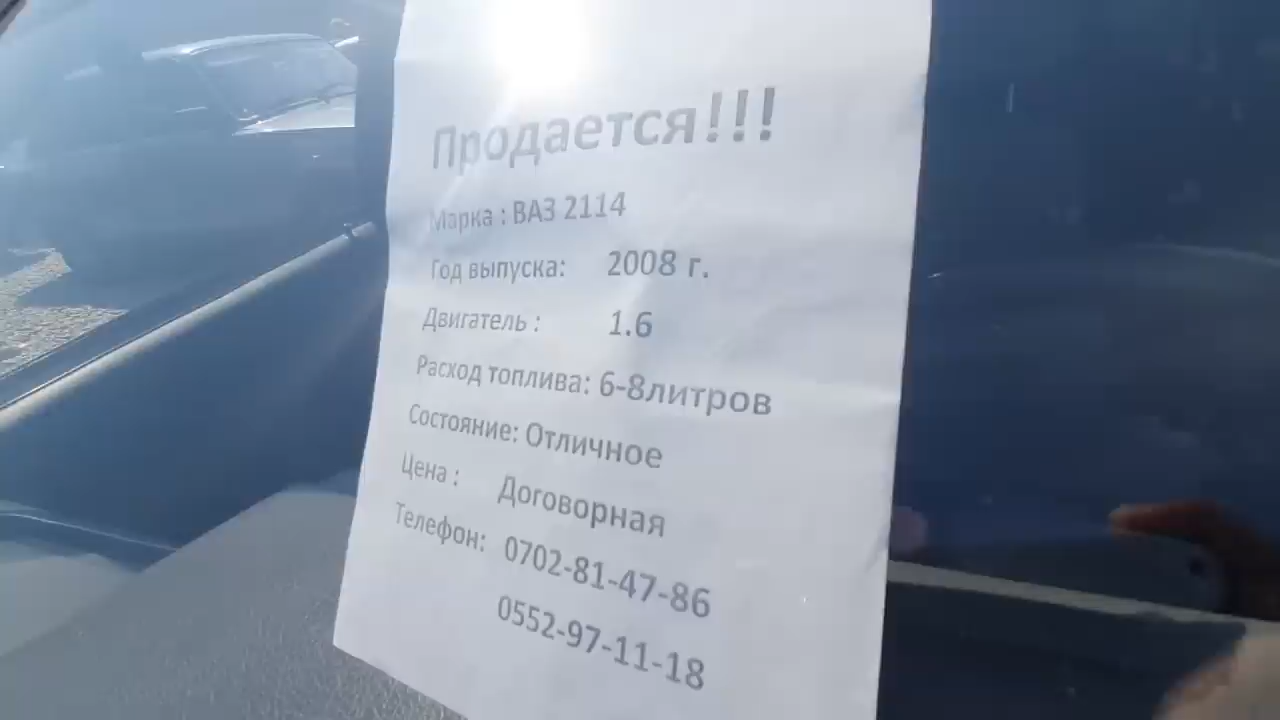 Продается!!!
Марка : ВАЗ 2114
Год выпуска: 2008 г.
Двигатель : 1.6
Расход топлива: 6-8литров
Состояние: Отличное
Цена : Договорная
Телефон: 0702-81-47-86
0552-97-11-18